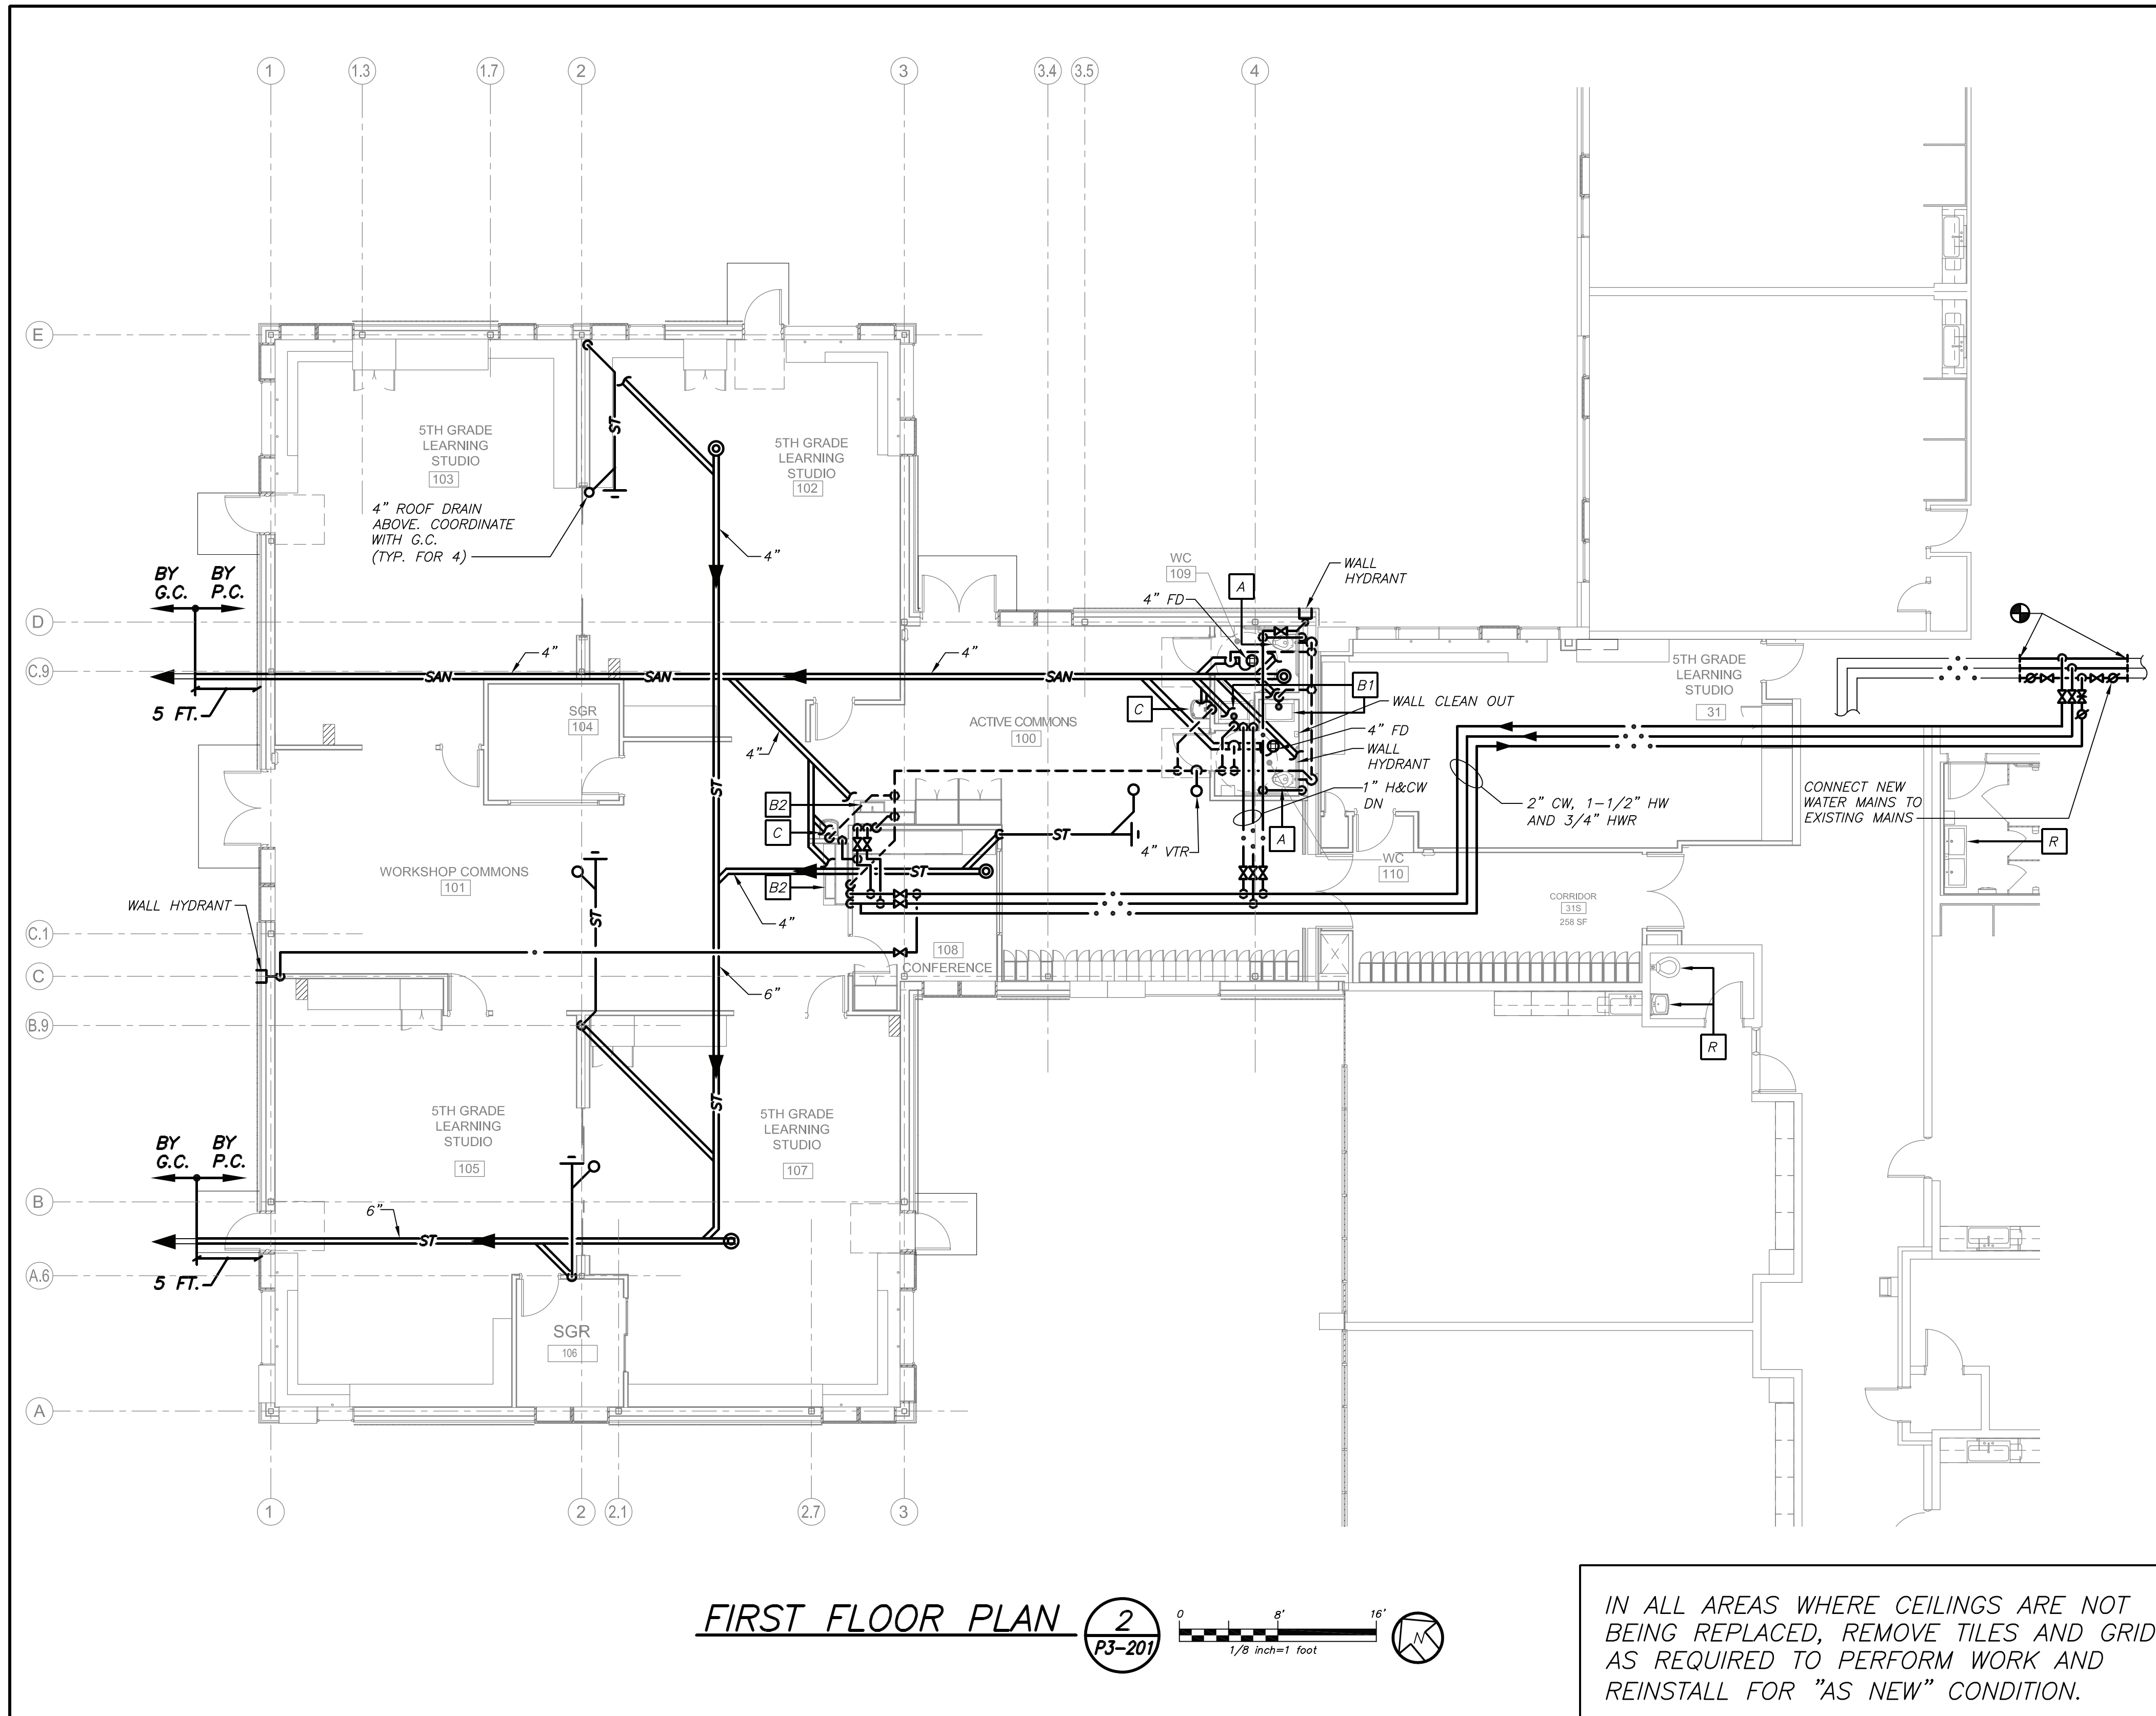 1
1.3
1.7
2
3
3.4
3.5
4
E
5TH GRADE
LEARNING
STUDIO
103
5TH GRADE
LEARNING
STUDIO
102
ST
4" ROOF DRAIN
ABOVE. COORDINATE
WITH G.C.
(TYP. FOR 4)
4"
BY
G.C.
BY
P.C.
WC
109
A
WALL
HYDRANT
4" FD
D
C.9
4"
SAN
SAN
4"
SAN
5 FT.
5TH GRADE
LEARNING
STUDIO
31
B1
WALL CLEAN OUT
C
ACTIVE COMMONS
100
SGR
104
4"
4" FD
WALL
HYDRANT
1" H&CW
DN
2" CW, 1-1/2" HW
AND 3/4" HWR
CONNECT NEW
WATER MAINS TO
EXISTING MAINS
R
ST
B2
C
ST
4" VTR
A
WC
110
WORKSHOP COMMONS
101
B2
ST
4"
CORRIDOR
31S
258 SF
WALL HYDRANT
ST
C.1
C
108
CONFERENCE
6"
B.9
R
ST
5TH GRADE
LEARNING
STUDIO
105
5TH GRADE
LEARNING
STUDIO
107
BY
G.C.
BY
P.C.
B
6"
ST
A.6
5 FT.
SGR
106
A
1
2
2.1
2.7
3
FIRST FLOOR PLAN
2
P3-201
0
8'
16'
1/8 inch=1 foot
N
X
IN ALL AREAS WHERE CEILINGS ARE NOT
BEING REPLACED, REMOVE TILES AND GRID
AS REQUIRED TO PERFORM WORK AND
REINSTALL FOR "AS NEW" CONDITION.